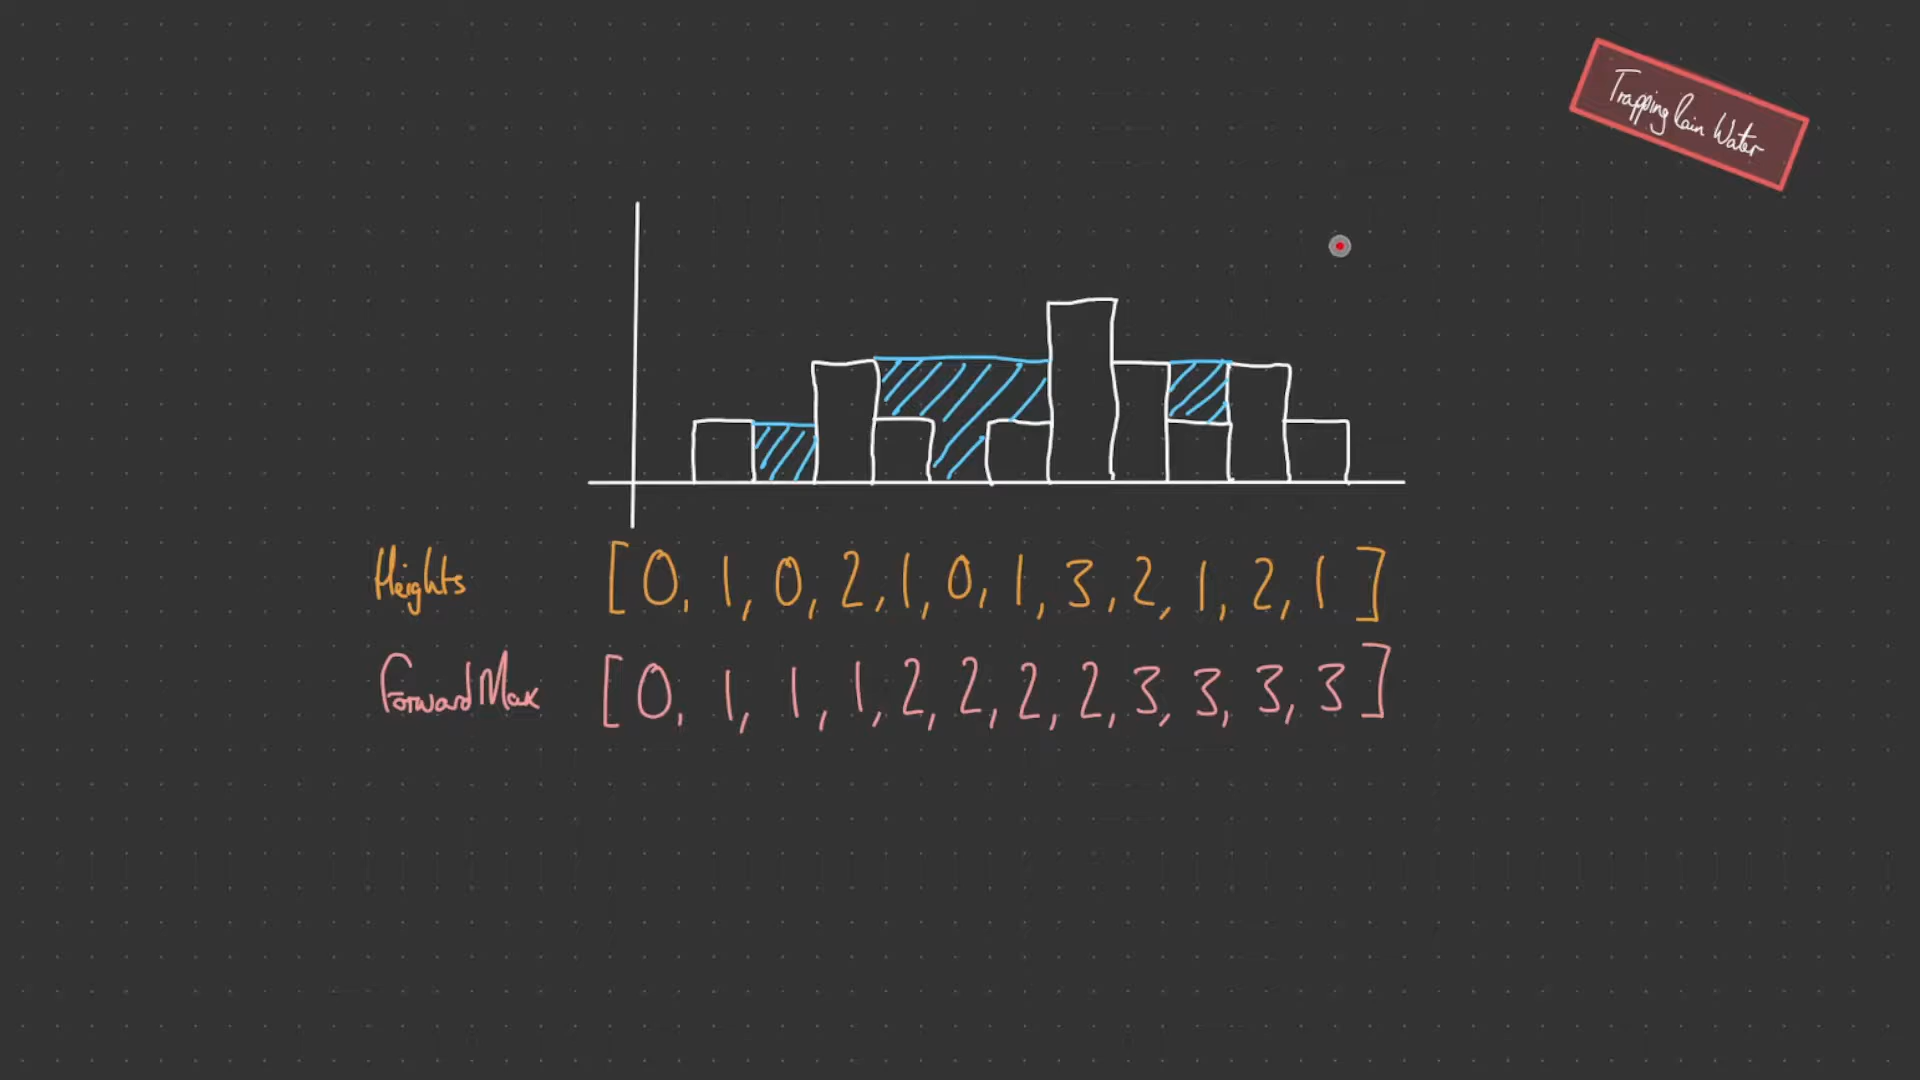 Trapping Rain Water
Heights [0, 1, 0, 2, 1, 0, 1, 3, 2, 1, 2, 1]
Forward Max [0, 1, 1, 1, 2, 2, 2, 2, 3, 3, 3, 3]